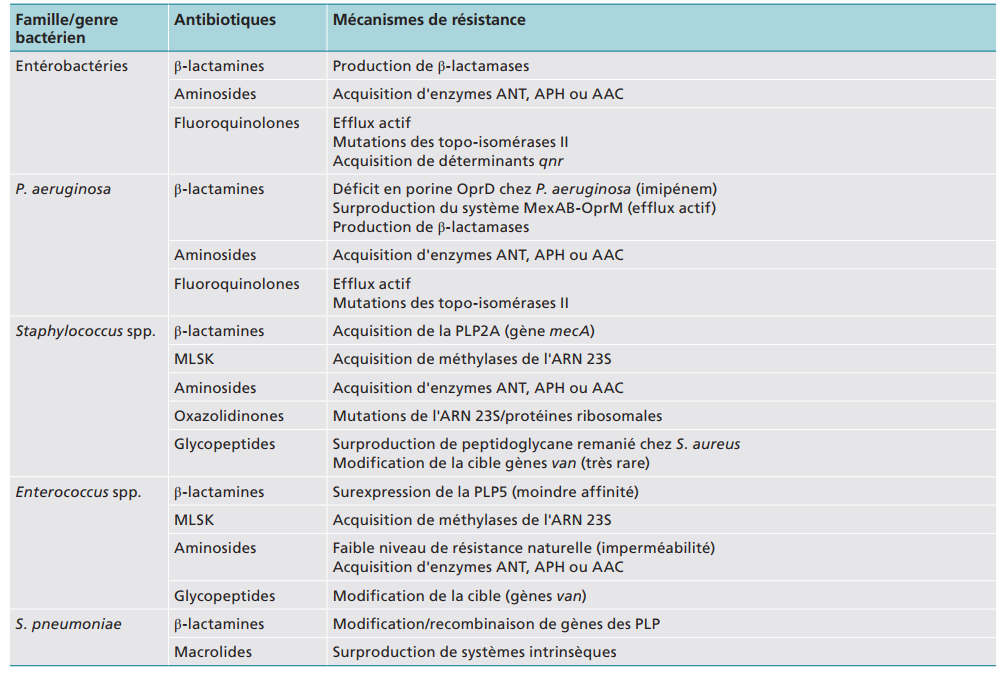 Famille/genre bactérien Antibiotiques Mécanismes de résistance
Entérobactéries β-lactamines Production de β-lactamases
Aminosides Acquisition d'enzymes ANT, APH ou AAC
Fluoroquinolones Efflux actif
Mutations des topo-isomérases II
Acquisition de déterminants qnr
P. aeruginosa β-lactamines Déficit en porine OprD chez P. aeruginosa (imipénem)
Surproduction du système MexAB-OprM (efflux actif)
Production de β-lactamases
Aminosides Acquisition d'enzymes ANT, APH ou AAC
Fluoroquinolones Efflux actif
Mutations des topo-isomérases II
Staphylococcus spp. β-lactamines Acquisition de la PLP2A (gène mecA)
MLSK Acquisition de méthylases de l'ARN 23S
Aminosides Acquisition d'enzymes ANT, APH ou AAC
Oxazolidinones Mutations de l'ARN 23S/protéines ribosomales
Glycopeptides Surproduction de peptidoglycane remanié chez S. aureus
Modification de la cible gènes van (très rare)
Enterococcus spp. β-lactamines Surexpression de la PLP5 (moindre affinité)
MLSK Acquisition de méthylases de l'ARN 23S
Aminosides Faible niveau de résistance naturelle (imperméabilité)
Acquisition d'enzymes ANT, APH ou AAC
Glycopeptides Modification de la cible (gènes van)
S. pneumoniae β-lactamines Modification/recombinaison de gènes des PLP
Macrolides Surproduction de systèmes intrinsèques